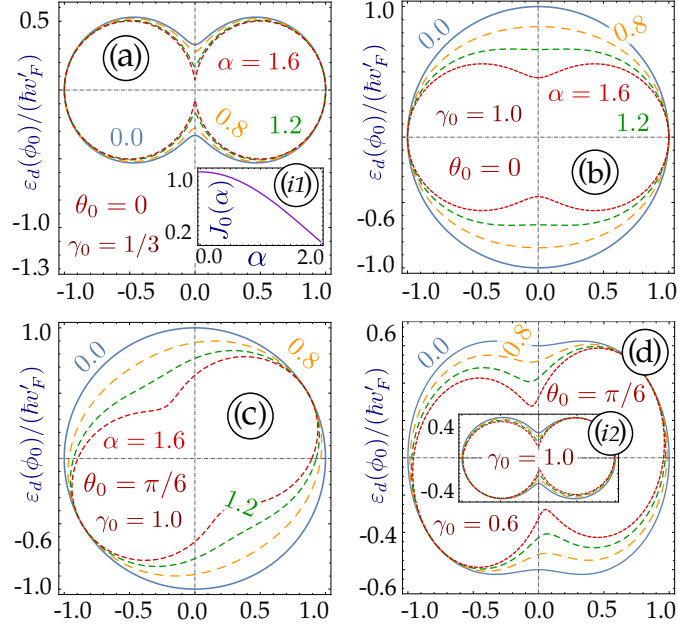 0.5
-1.0
-1.3
ε_d(ϕ_0)/(ħv'_F)
(a)
α = 1.6
0.0
0.8
1.2
θ_0 = 0
γ_0 = 1/3
(i1)
1.0
0.2
J_0(α)
0.0 1.0 2.0
α
-1.0 -0.5 0.0 0.5 1.0
1.0
-0.6
-1.0
ε_d(ϕ_0)/(ħv'_F)
0.0
0.8
γ_0 = 1.0
α = 1.6
1.2
θ_0 = 0
(b)
-1.0 -0.5 0.0 0.5 1.0
1.0
-0.6
-1.0
ε_d(ϕ_0)/(ħv'_F)
0.0
0.8
(c)
α = 1.6
θ_0 = π/6
γ_0 = 1.0
1.2
-1.0 -0.5 0.0 0.5 1.0
0.6
-0.4
-0.6
ε_d(ϕ_0)/(ħv'_F)
0.0
0.8
(d)
θ_0 = π/6
0.4
-0.4
(i2)
γ_0 = 1.0
γ_0 = 0.6
-1.0 -0.5 0.0 0.5 1.0